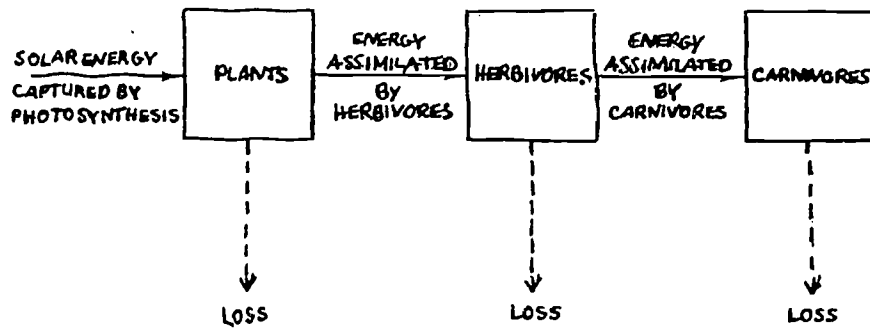 SOLAR ENERGY
CAPTURED BY
PHOTOSYNTHESIS
PLANTS
ENERGY
ASSIMILATED
BY
HERBIVORES
HERBIVORES
ENERGY
ASSIMILATED
BY
CARNIVORES
CARNIVORES
LOSS
LOSS
LOSS